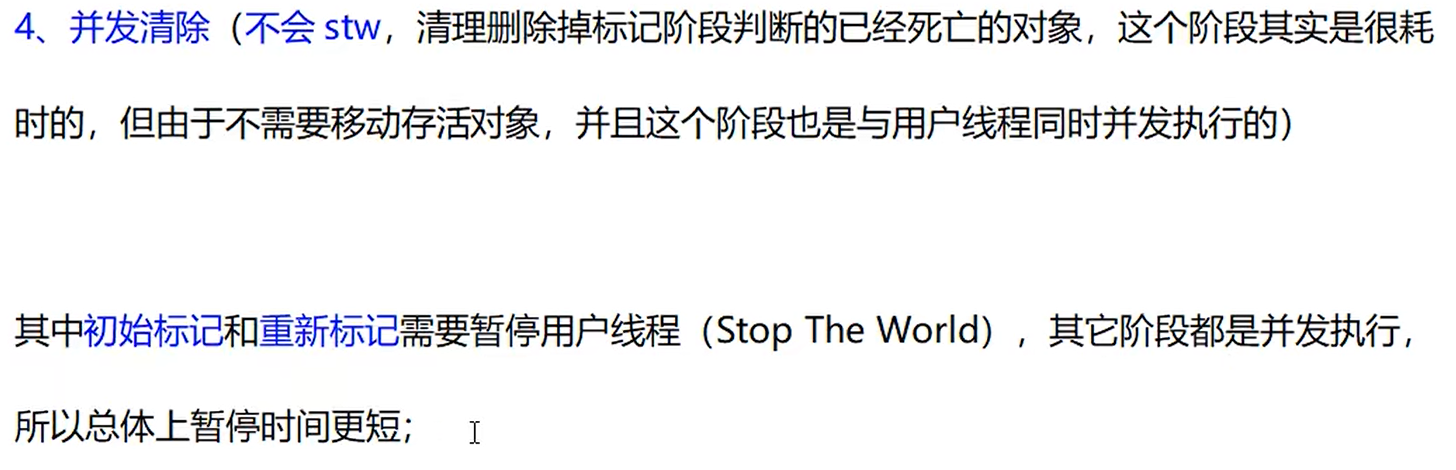 4、并发清除（不会 stw，清理删除掉标记阶段判断的已经死亡的对象，这个阶段其实是很耗
时的，但由于不需要移动存活对象，并且这个阶段也是与用户线程同时并发执行的）
其中初始标记和重新标记需要暂停用户线程（Stop The World），其它阶段都是并发执行，
所以总体上暂停时间更短；